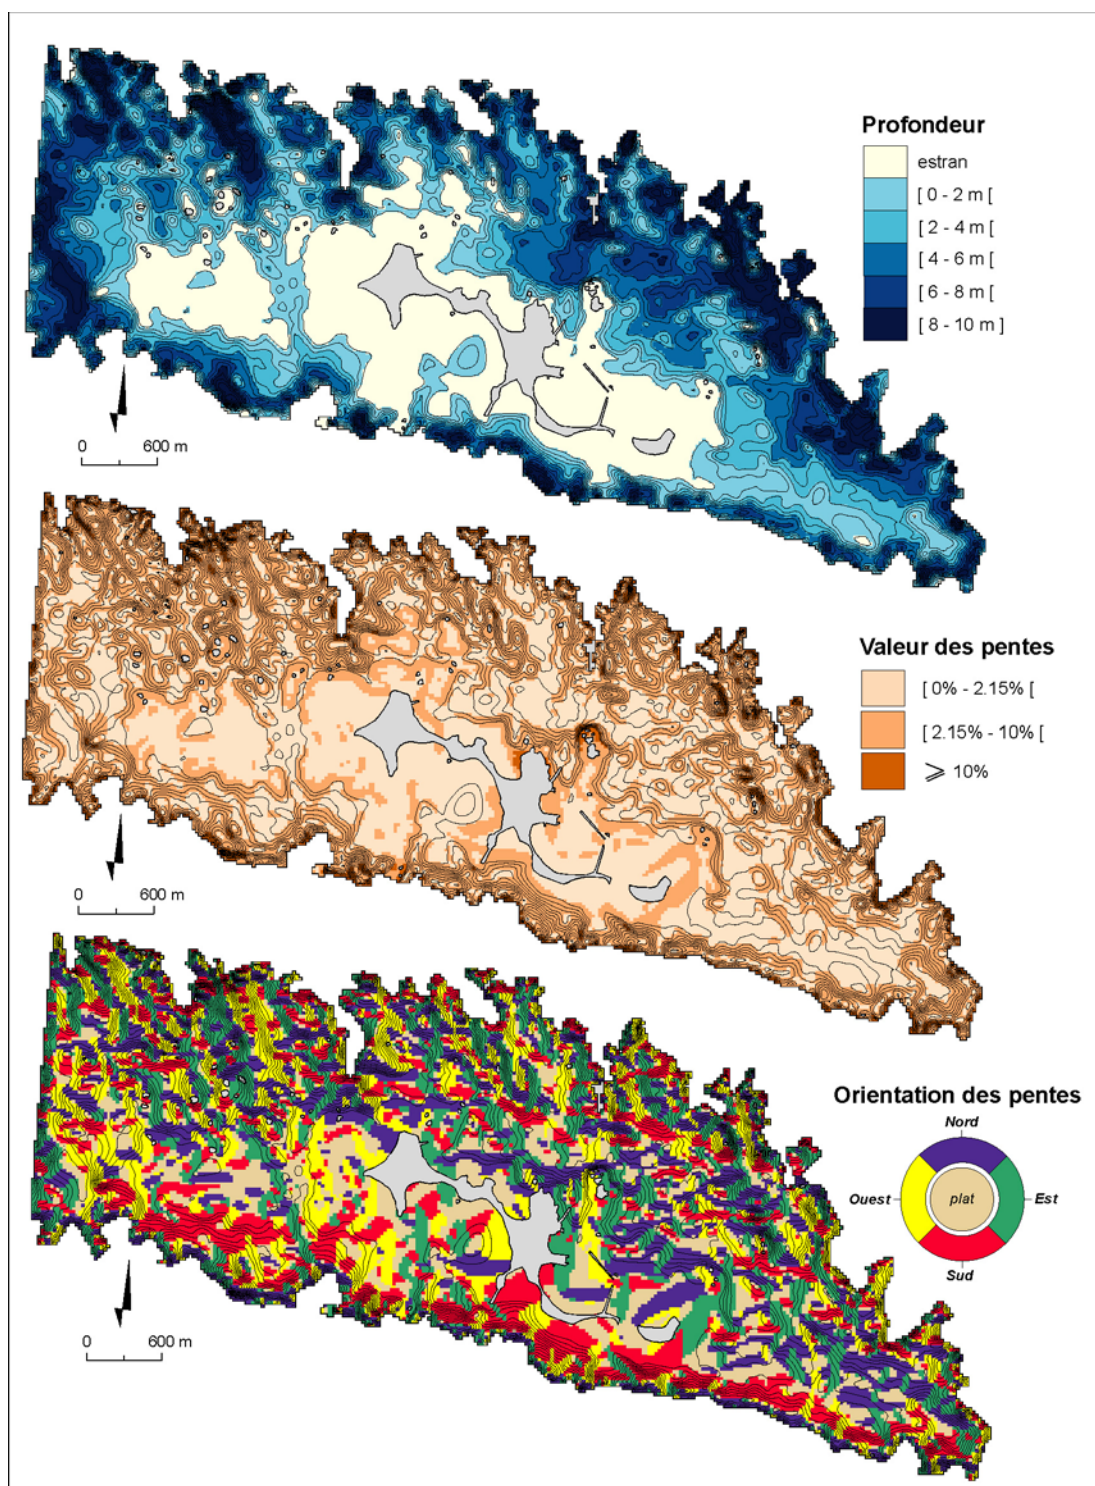 Profondeur
estran
[ 0 - 2 m [
[ 2 - 4 m [
[ 4 - 6 m [
[ 6 - 8 m [
[ 8 - 10 m ]
0 600 m
Valeur des pentes
[ 0% - 2.15% [
[ 2.15% - 10% [
⩾ 10%
0 600 m
Orientation des pentes
Nord
Ouest plat Est
Sud
0 600 m